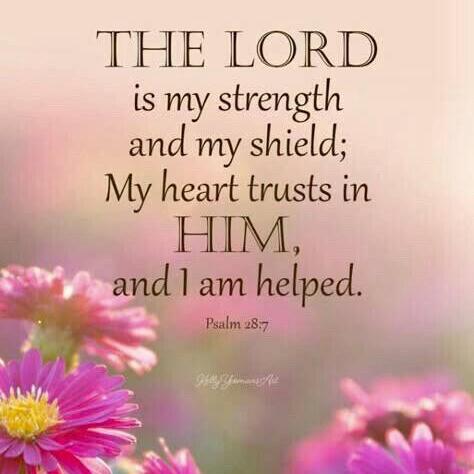 THE LORD
is my strength
and my shield;
My heart trusts in
HIM,
and I am helped.
Psalm 28:7